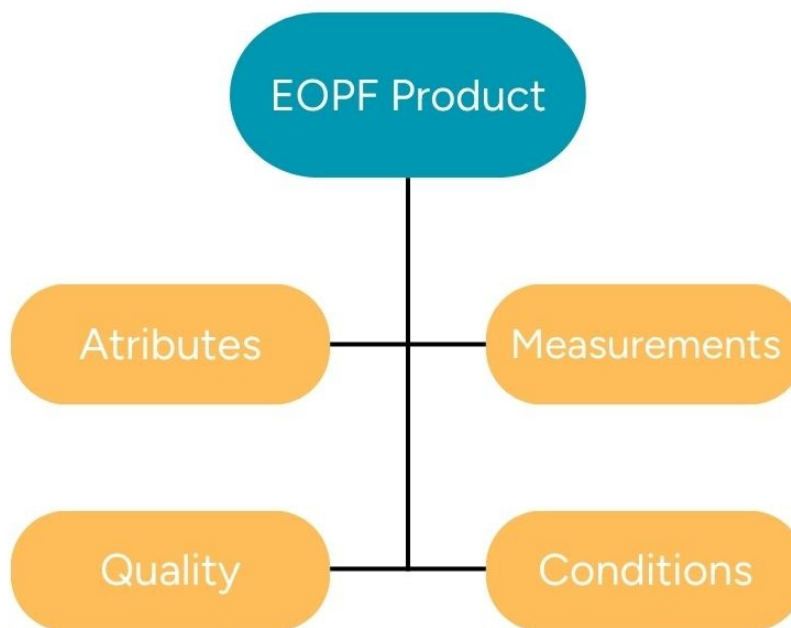 EOPF Product
Atributes
Measurements
Quality
Conditions